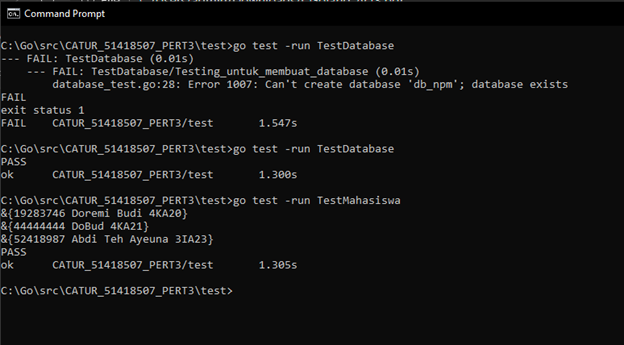 Command Prompt
C:\Go\src\CATUR_51418507_PERT3\test>go test -run TestDatabase
--- FAIL: TestDatabase (0.01s)
    --- FAIL: TestDatabase/Testing_untuk_membuat_database (0.01s)
        database_test.go:28: Error 1007: Can't create database 'db_npm'; database exists
FAIL
exit status 1
FAIL    CATUR_51418507_PERT3/test       1.547s
C:\Go\src\CATUR_51418507_PERT3\test>go test -run TestDatabase
PASS
ok      CATUR_51418507_PERT3/test       1.300s
C:\Go\src\CATUR_51418507_PERT3\test>go test -run TestMahasiswa
&{19283746 Doremi Budi 4KA20}
&{44444444 DoBud 4KA21}
&{52418987 Abdi Teh Ayeuna 3IA23}
PASS
ok      CATUR_51418507_PERT3/test       1.305s
C:\Go\src\CATUR_51418507_PERT3\test>